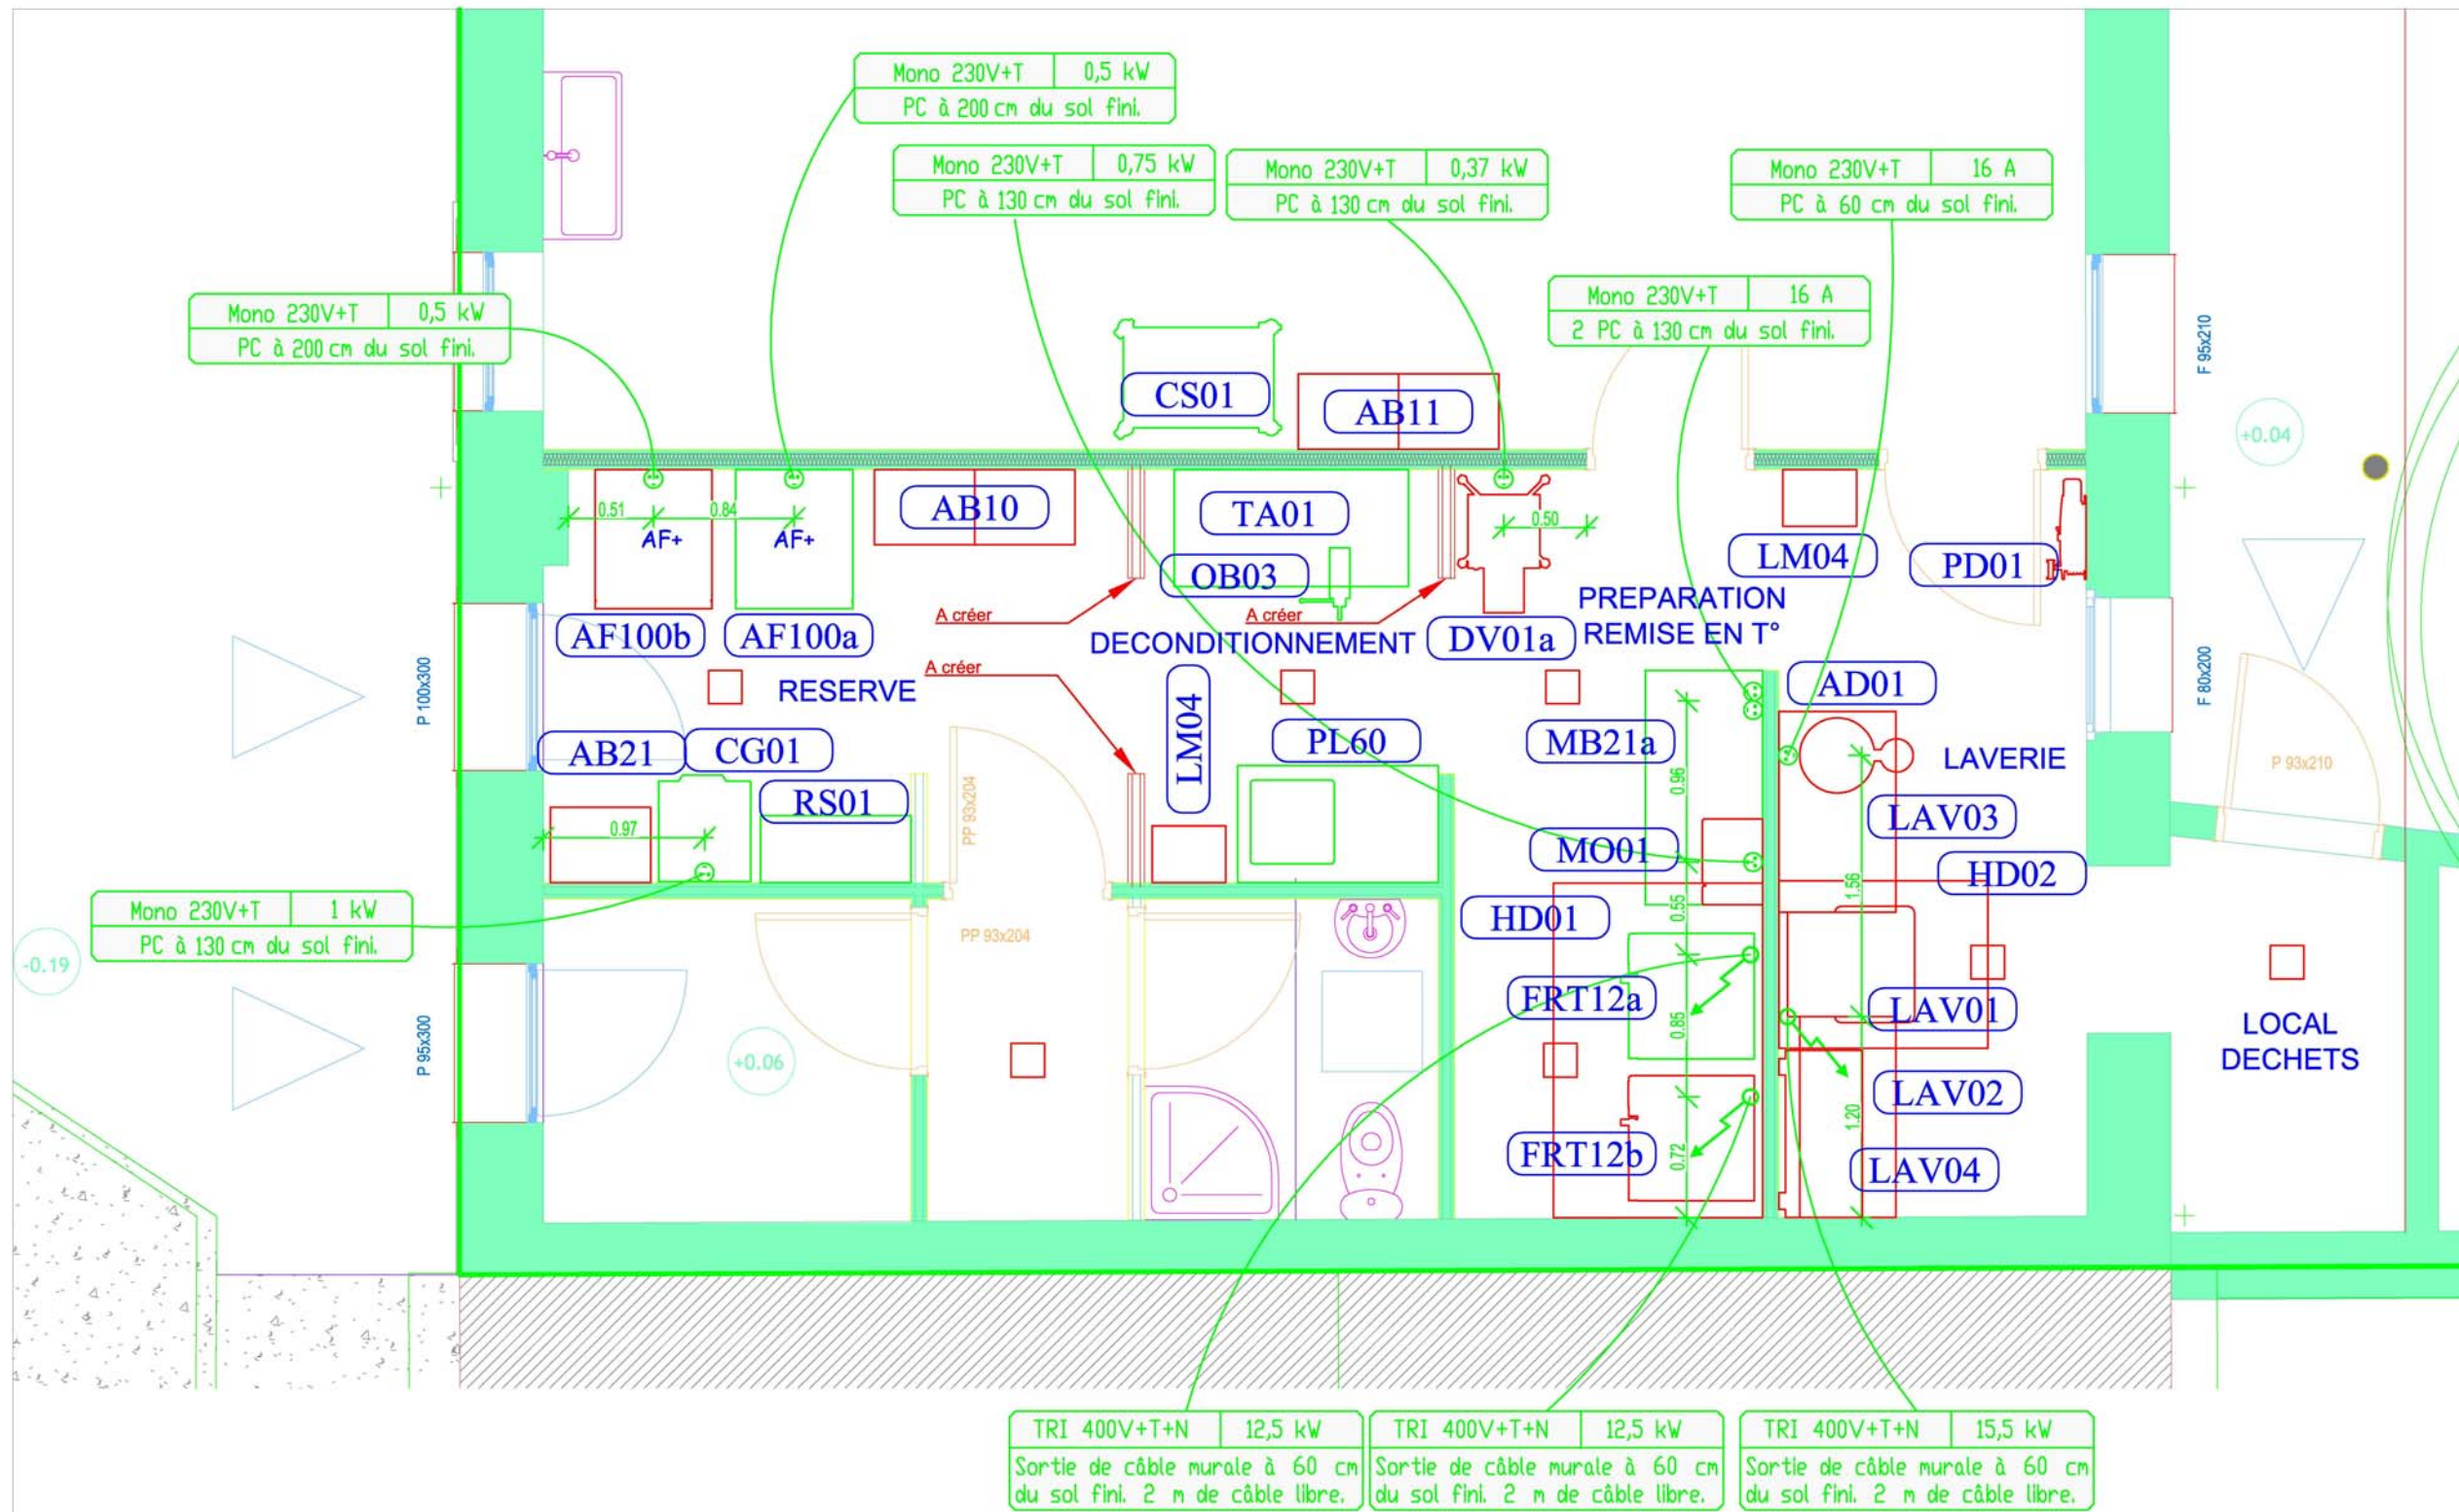 Mono 230V+T 0,5 kW
PC à 200 cm du sol fini.
Mono 230V+T 0,75 kW
PC à 130 cm du sol fini.
Mono 230V+T 0,37 kW
PC à 130 cm du sol fini.
Mono 230V+T 16 A
PC à 60 cm du sol fini.
Mono 230V+T 0,5 kW
PC à 200 cm du sol fini.
Mono 230V+T 16 A
2 PC à 130 cm du sol fini.
F 95x210
CS01
AB11
+0.04
0.51
0.84
AF+
AF+
AB10
TA01
OB03
0.50
LM04
PD01
A créer
A créer
PREPARATION
REMISE EN T°
AF100b
AF100a
DECONDITIONNEMENT
DV01a
A créer
RESERVE
P 100x300
F 80x200
AD01
LM04
AB21
CG01
PL60
MB21a
LAVERIE
P 93x210
RS01
0.97
PP 93x204
0.96
LAV03
MO01
HD02
1.56
Mono 230V+T 1 kW
PC à 130 cm du sol fini.
PP 93x204
HD01
0.55
-0.19
FRT12a
LAV01
0.85
LOCAL
DECHETS
P 95x300
+0.06
LAV02
1.20
FRT12b
0.72
LAV04
TRI 400V+T+N 12,5 kW
Sortie de câble murale à 60 cm
du sol fini. 2 m de câble libre.
TRI 400V+T+N 12,5 kW
Sortie de câble murale à 60 cm
du sol fini. 2 m de câble libre.
TRI 400V+T+N 15,5 kW
Sortie de câble murale à 60 cm
du sol fini. 2 m de câble libre.